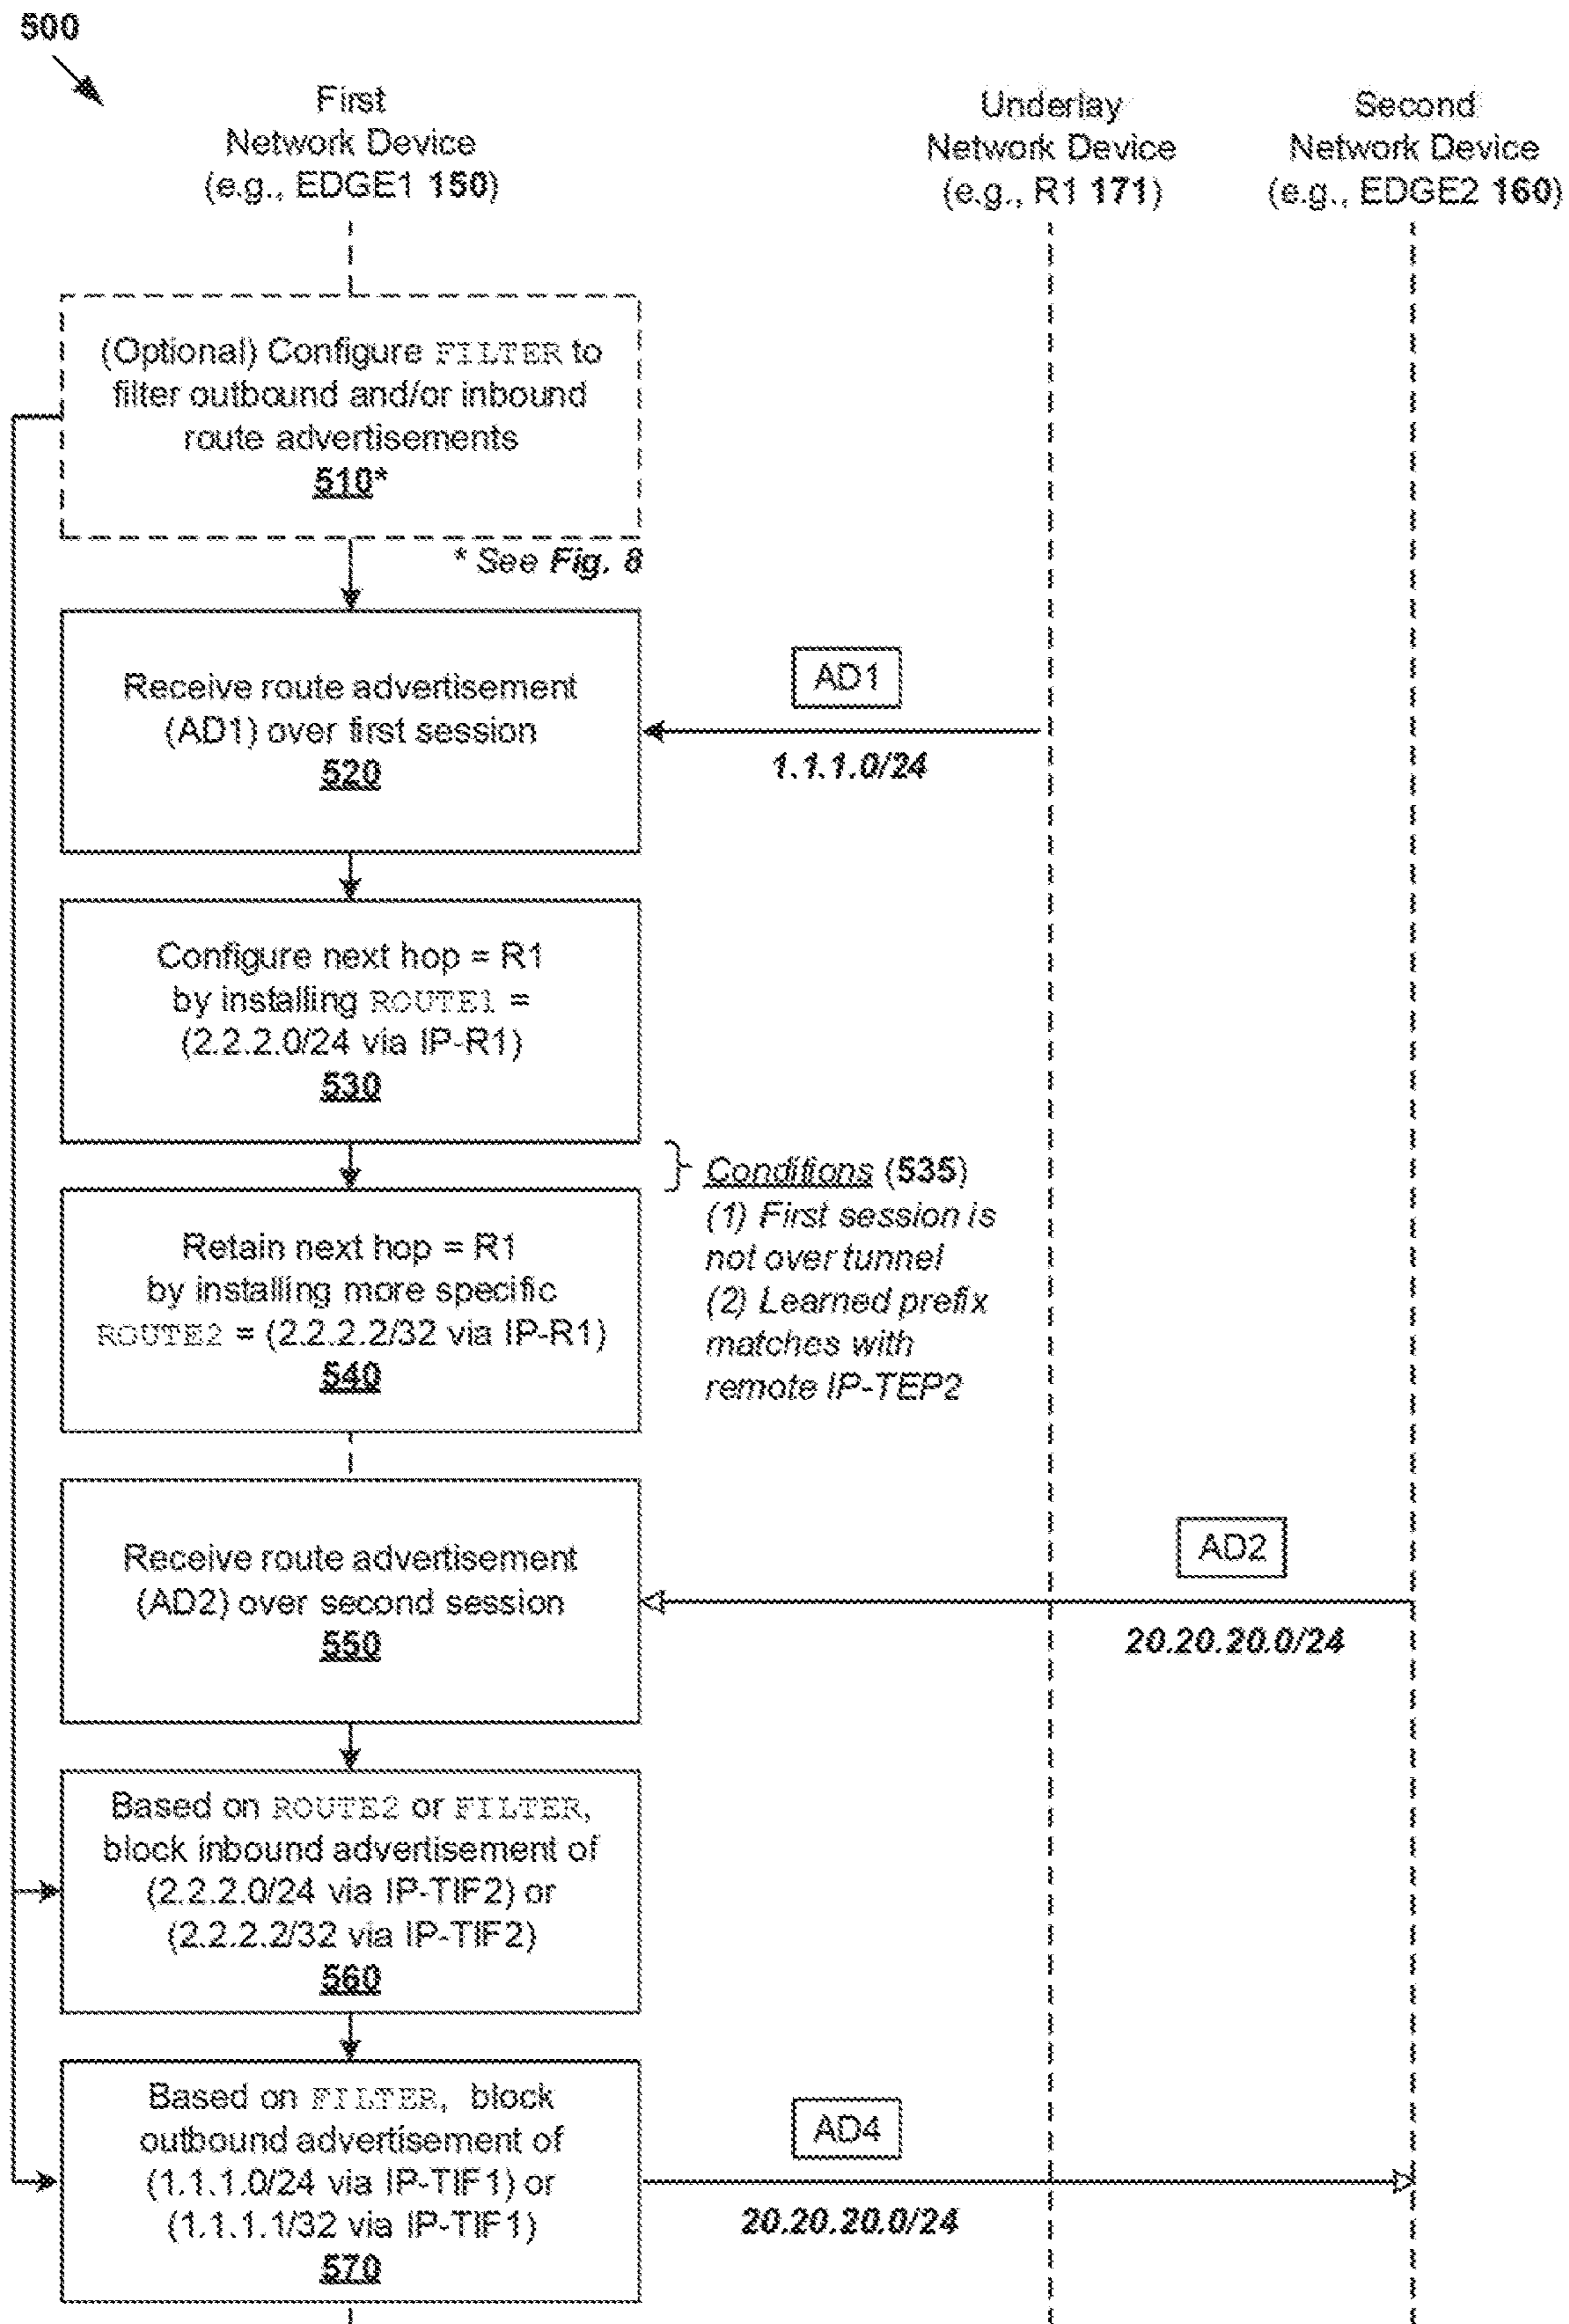 500
First
Network Device
(e.g., EDGE1 150)
Underlay
Network Device
(e.g., R1 171)
Second
Network Device
(e.g., EDGE2 160)
(Optional) Configure FILTER to
filter outbound and/or inbound
route advertisements
510*
* See Fig. 8
Receive route advertisement
(AD1) over first session
520
AD1
1.1.1.0/24
Configure next hop = R1
by installing ROUTE1 =
(2.2.2.0/24 via IP-R1)
530
Conditions (535)
(1) First session is
not over tunnel
(2) Learned prefix
matches with
remote IP-TEP2
Retain next hop = R1
by installing more specific
ROUTE2 = (2.2.2.2/32 via IP-R1)
540
Receive route advertisement
(AD2) over second session
550
AD2
20.20.20.0/24
Based on ROUTE2 or FILTER,
block inbound advertisement of
(2.2.2.0/24 via IP-TIF2) or
(2.2.2.2/32 via IP-TIF2)
560
Based on FILTER, block
outbound advertisement of
(1.1.1.0/24 via IP-TIF1) or
(1.1.1.1/32 via IP-TIF1)
570
AD4
20.20.20.0/24